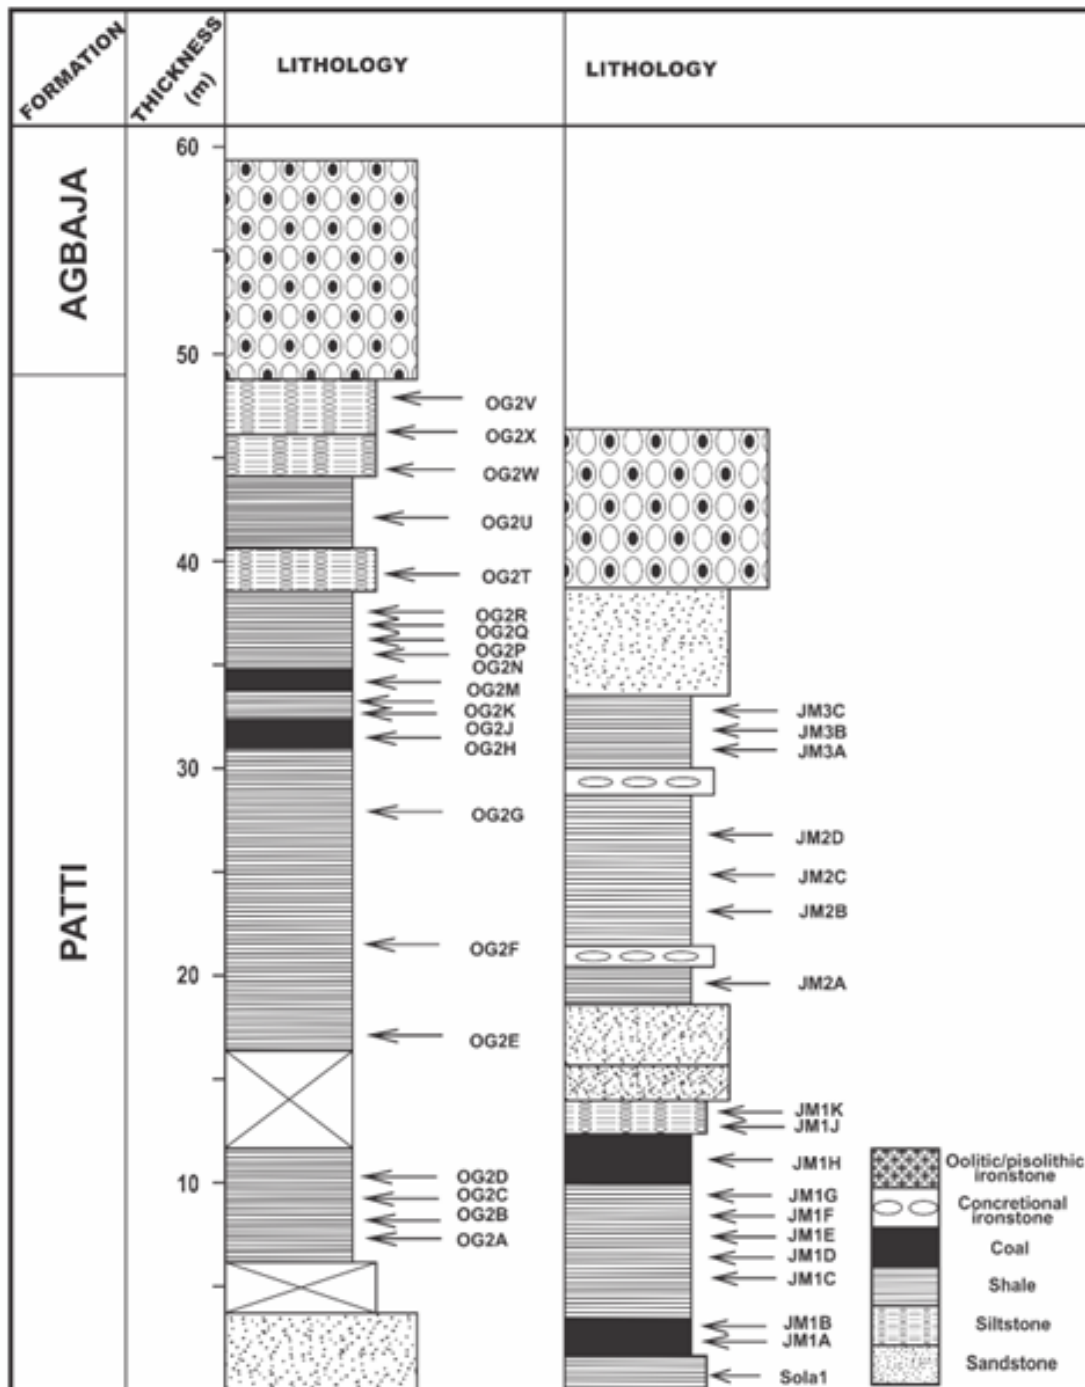 FORMATION
THICKNESS
(m)
LITHOLOGY
LITHOLOGY
AGBAJA
PATTI
60
50
40
30
20
10
OG2V
OG2X
OG2W
OG2U
OG2T
OG2R
OG2Q
OG2P
OG2N
OG2M
OG2K
OG2J
OG2H
OG2G
OG2F
OG2E
OG2D
OG2C
OG2B
OG2A
JM3C
JM3B
JM3A
JM2D
JM2C
JM2B
JM2A
JM1K
JM1J
JM1H
JM1G
JM1F
JM1E
JM1D
JM1C
JM1B
JM1A
Sola1
Oolitic/pisolithic
ironstone
Concretional
ironstone
Coal
Shale
Siltstone
Sandstone